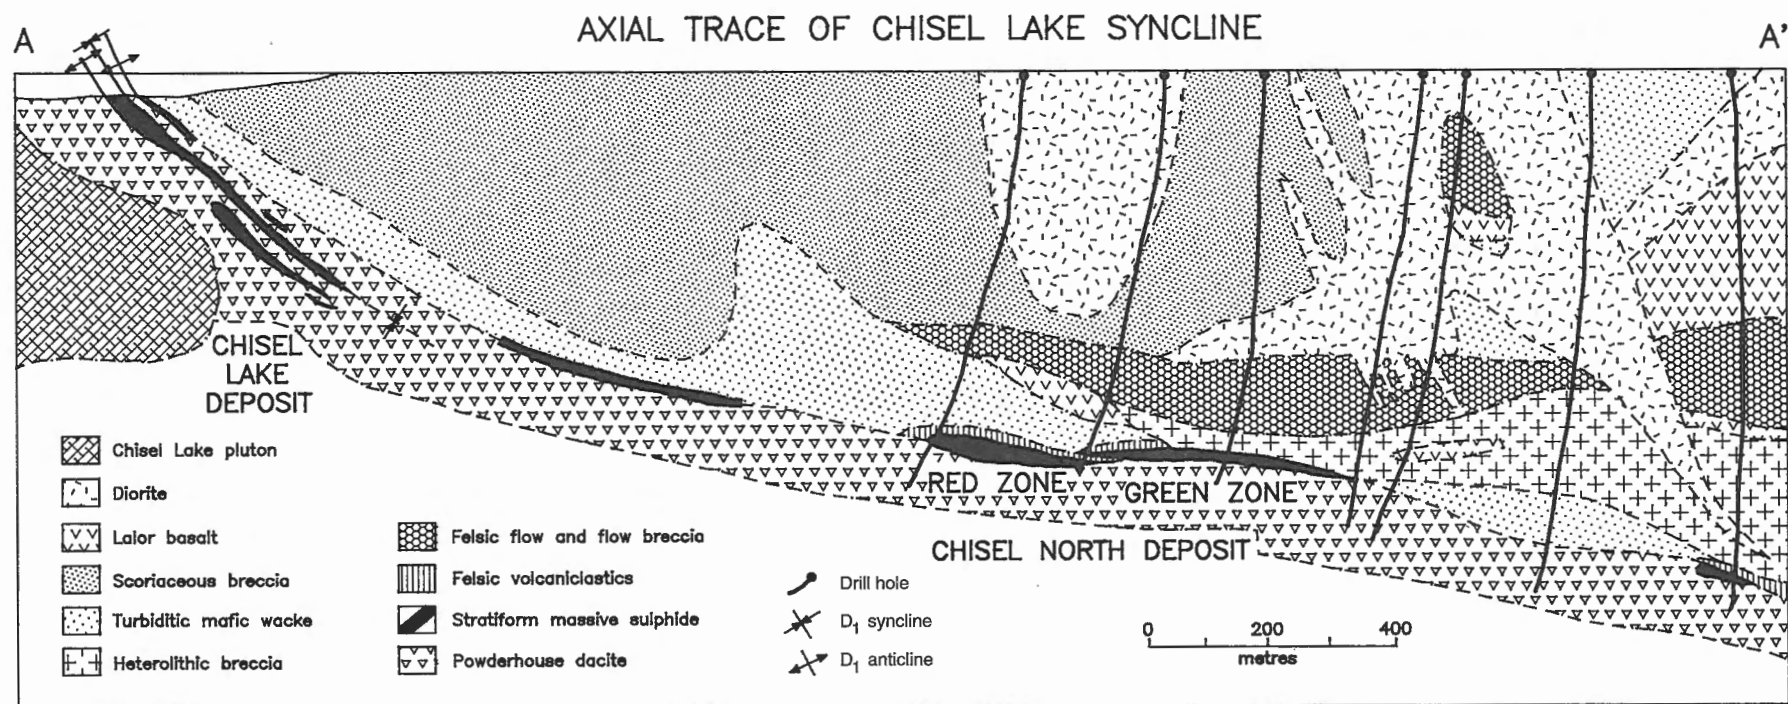 AXIAL TRACE OF CHISEL LAKE SYNCLINE
A
A'
CHISEL
LAKE
DEPOSIT
RED ZONE
GREEN ZONE
CHISEL NORTH DEPOSIT
Chisel Lake pluton
Diorite
Lalor basalt
Scoriaceous breccia
Turbiditic mafic wacke
Heterolithic breccia
Felsic flow and flow breccia
Felsic volcaniclastics
Stratiform massive sulphide
Powderhouse dacite
Drill hole
D₁ syncline
D₁ anticline
0 200 400
metres